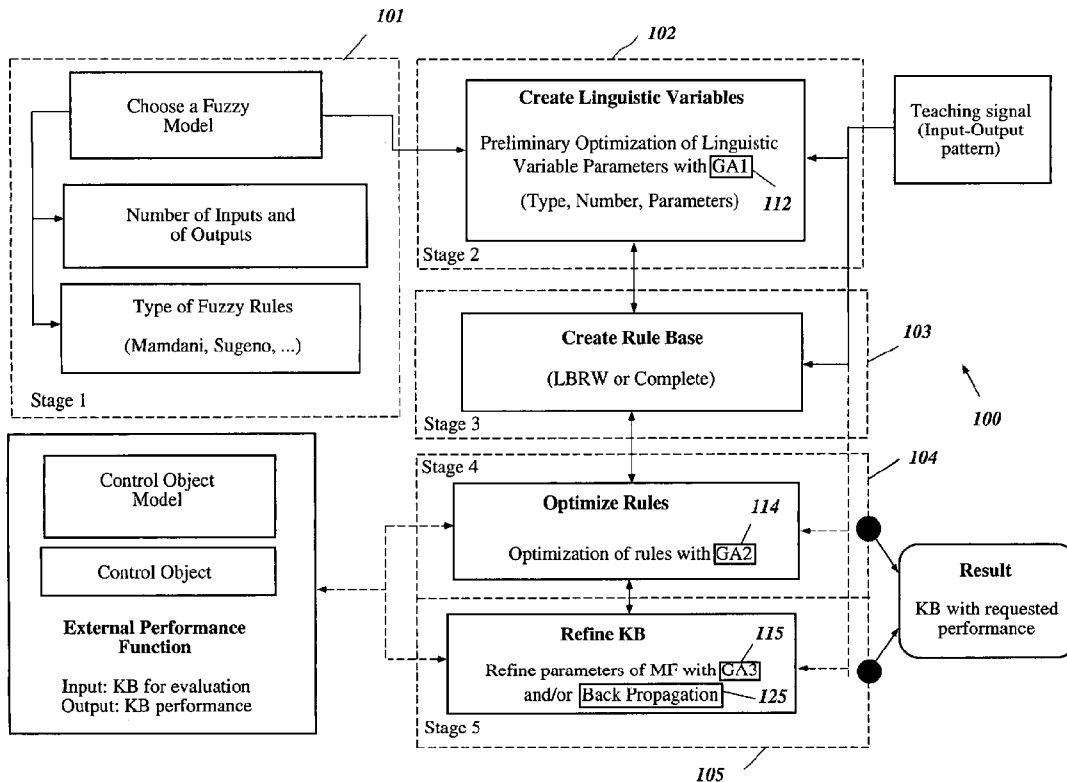 101
Choose a Fuzzy
Model
Number of Inputs and
of Outputs
Type of Fuzzy Rules
(Mamdani, Sugeno, ...)
Stage 1
102
Create Linguistic Variables
Preliminary Optimization of Linguistic
Variable Parameters with GA1
112
(Type, Number, Parameters)
Stage 2
Teaching signal
(Input-Output
pattern)
Create Rule Base
(LBRW or Complete)
Stage 3
103
100
Stage 4
104
Optimize Rules
114
Optimization of rules with GA2
Refine KB
115
Refine parameters of MF with GA3
and/or Back Propagation
125
Stage 5
105
Control Object
Model
Control Object
External Performance
Function
Input: KB for evaluation
Output: KB performance
Result
KB with requested
performance